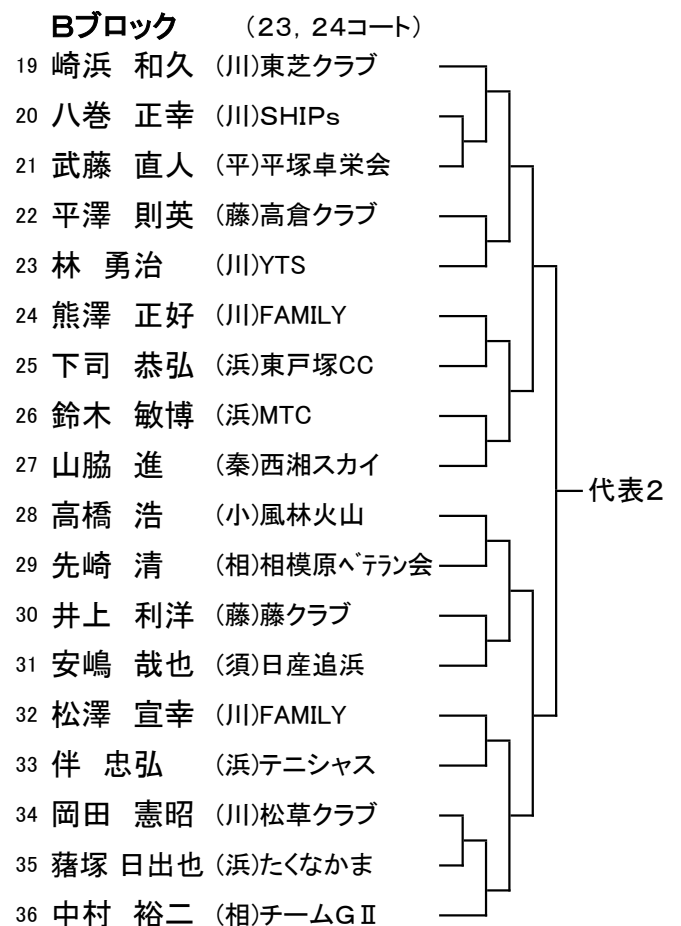 Bブロック (23, 24コート)
19 崎浜 和久 (川)東芝クラブ
20 八巻 正幸 (川)SHIPs
21 武藤 直人 (平)平塚卓栄会
22 平澤 則英 (藤)高倉クラブ
23 林 勇治 (川)YTS
24 熊澤 正好 (川)FAMILY
25 下司 恭弘 (浜)東戸塚CC
26 鈴木 敏博 (浜)MTC
27 山脇 進 (秦)西湘スカイ
代表2
28 高橋 浩 (小)風林火山
29 先崎 清 (相)相模原ベテラン会
30 井上 利洋 (藤)藤クラブ
31 安嶋 哉也 (須)日産追浜
32 松澤 宣幸 (川)FAMILY
33 伴 忠弘 (浜)テニシャス
34 岡田 憲昭 (川)松草クラブ
35 藷塚 日出也 (浜)たくなかま
36 中村 裕二 (相)チームGⅡ